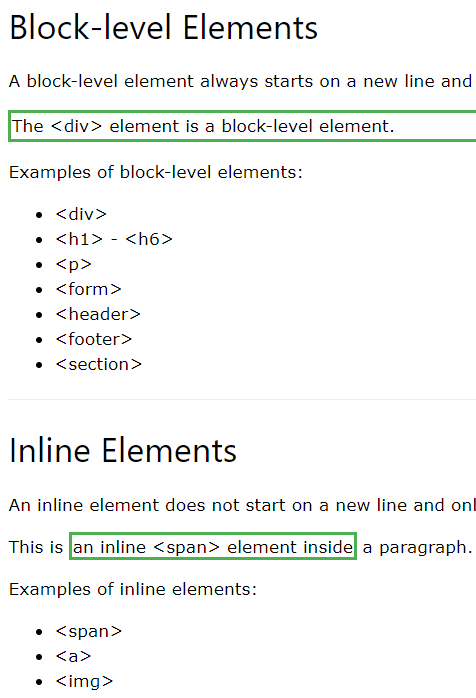 Block-level Elements
A block-level element always starts on a new line and
The <div> element is a block-level element.
Examples of block-level elements:
• <div>
• <h1> - <h6>
• <p>
• <form>
• <header>
• <footer>
• <section>
Inline Elements
An inline element does not start on a new line and onl
This is an inline <span> element inside a paragraph.
Examples of inline elements:
• <span>
• <a>
• <img>